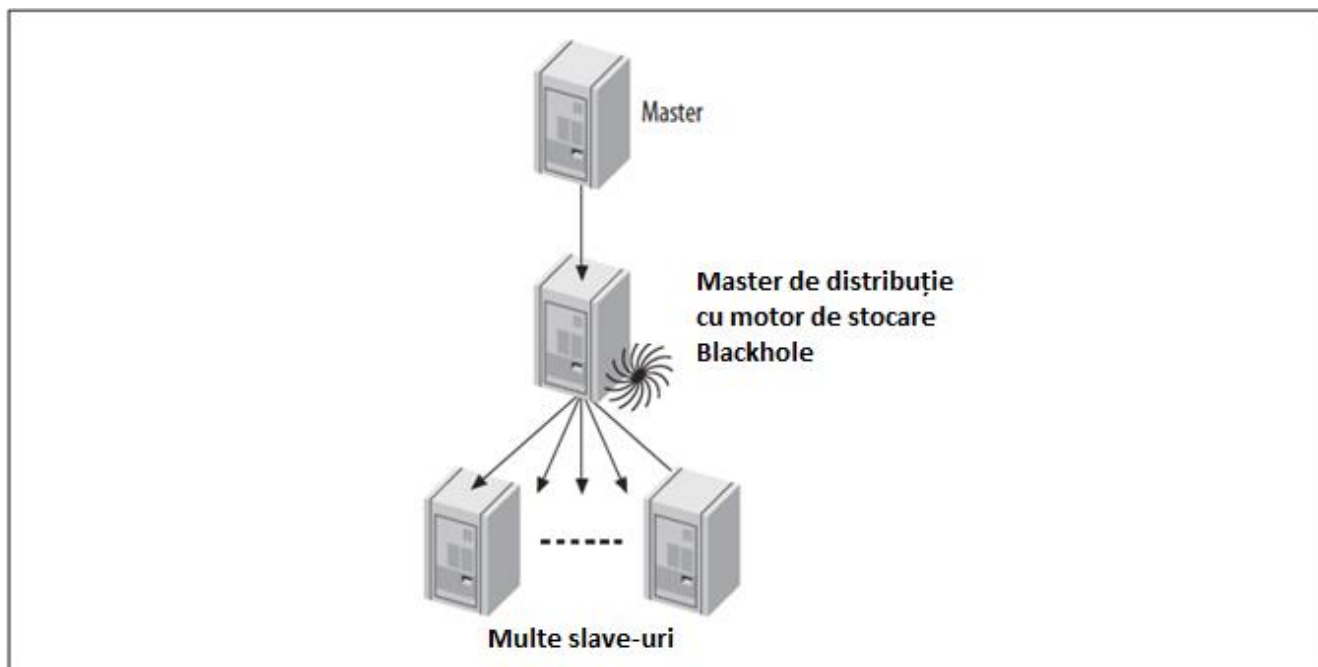 Master
Master de distribuție
cu motor de stocare
Blackhole
Multe slave-uri